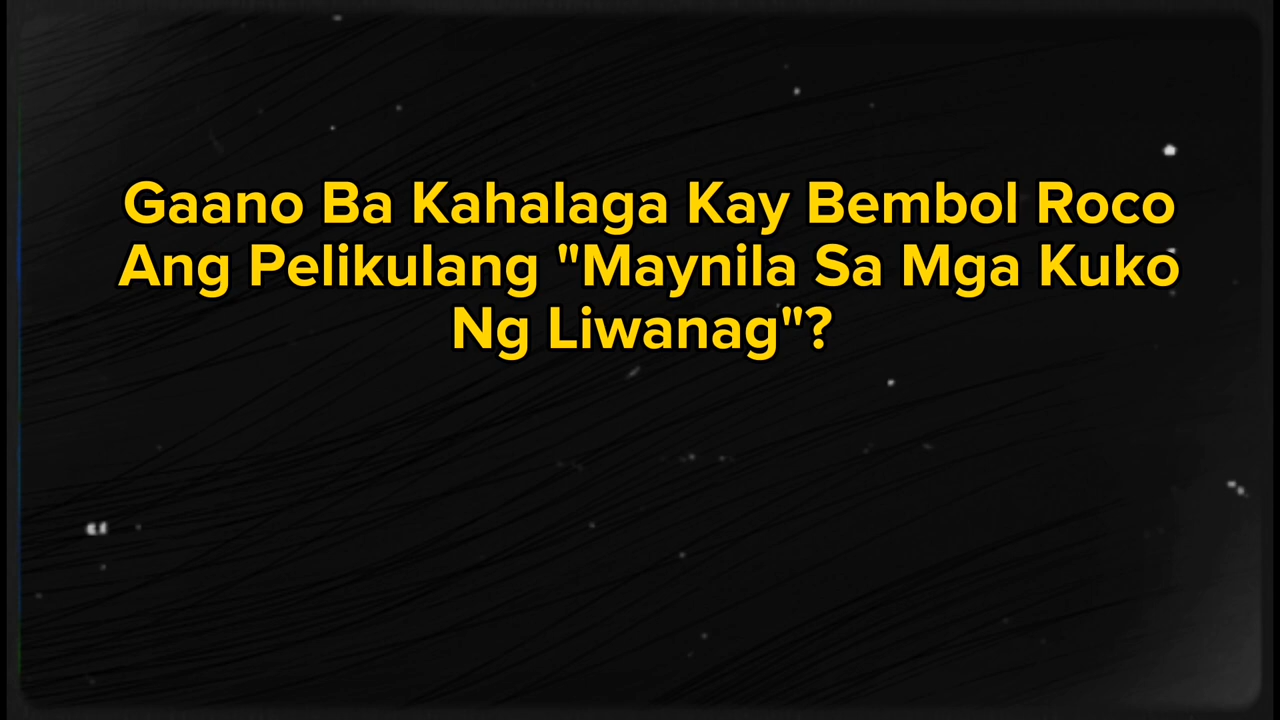 Gaano Ba Kahalaga Kay Bembol Roco
Ang Pelikulang "Maynila Sa Mga Kuko
Ng Liwanag"?